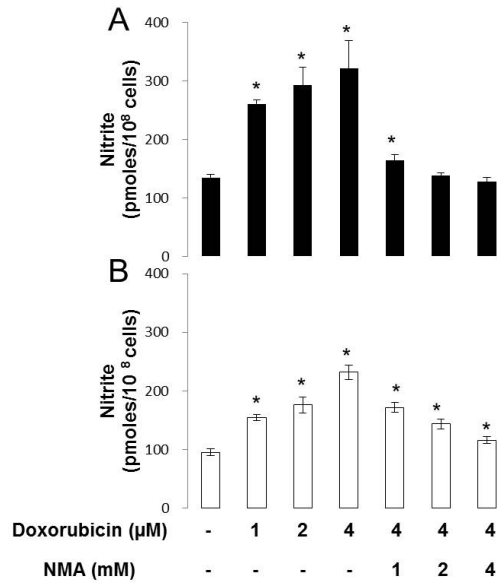 A
400
300
200
100
0
Nitrite
(pmoles/10⁸ cells)
*
*
*
*
B
400
300
200
100
0
Nitrite
(pmoles/10 ⁸ cells)
*
*
*
*
*
*
Doxorubicin (µM) - 1 2 4 4 4 4
NMA (mM) - - - - 1 2 4